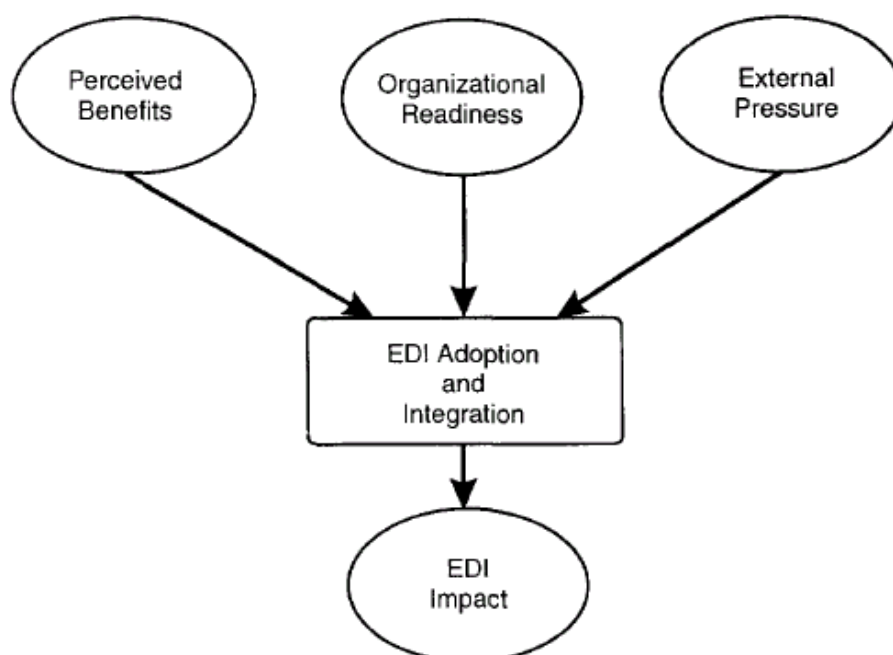 Perceived
Benefits
Organizational
Readiness
External
Pressure
EDI Adoption
and
Integration
EDI
Impact